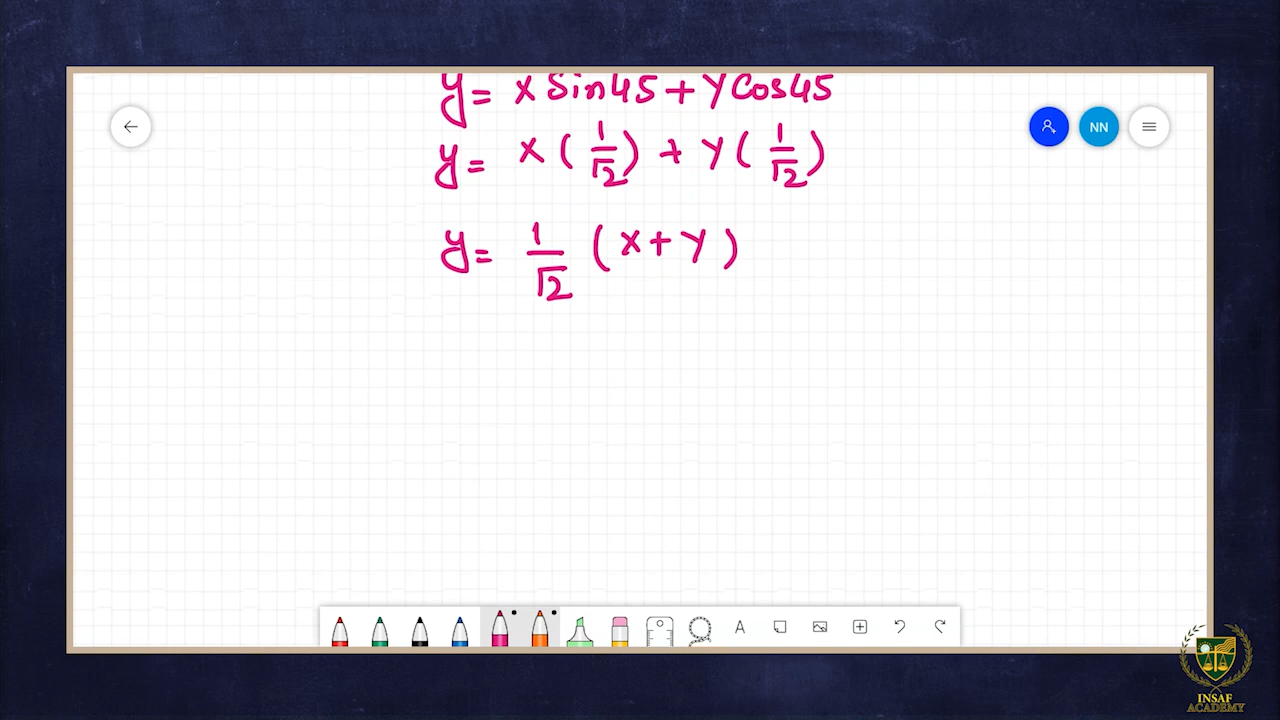 y = X Sin45 + Y Cos45
NN
y = X ( 1/√2 ) + Y ( 1/√2 )
y = 1/√2 ( X + Y )
A
INSAF
ACADEMY